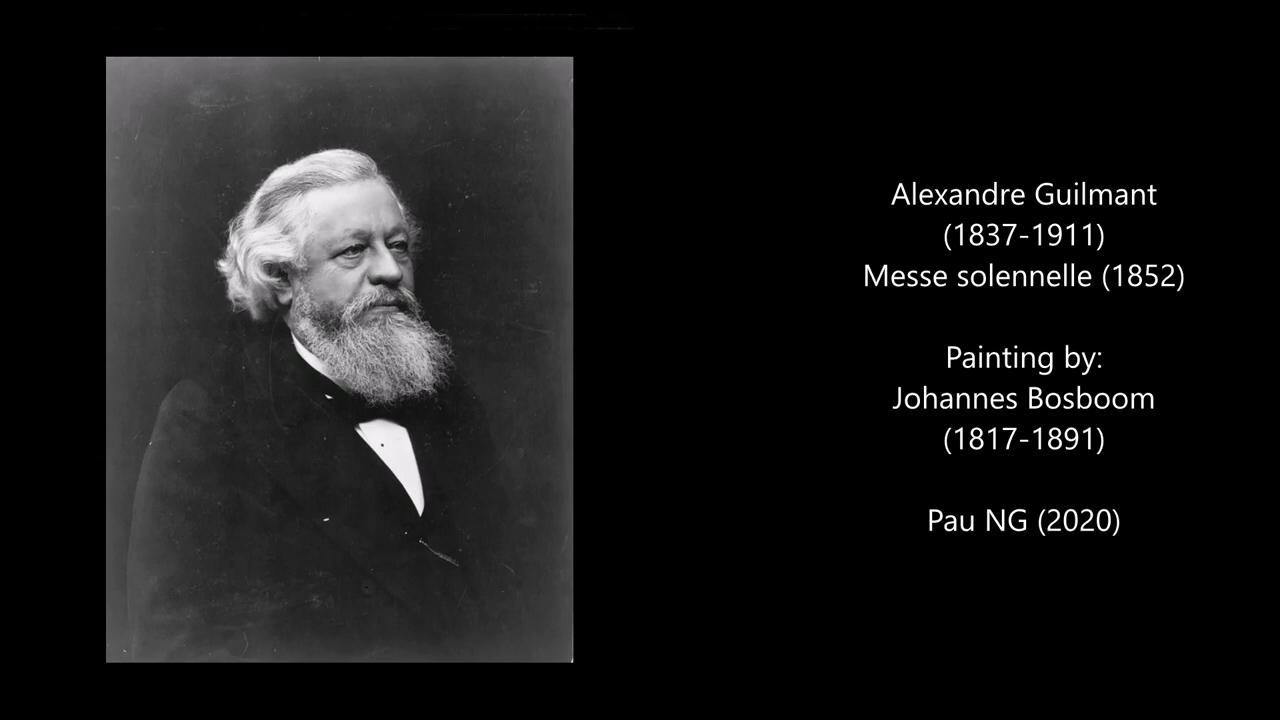 Alexandre Guilmant
(1837-1911)
Messe solennelle (1852)
Painting by:
Johannes Bosboom
(1817-1891)
Pau NG (2020)